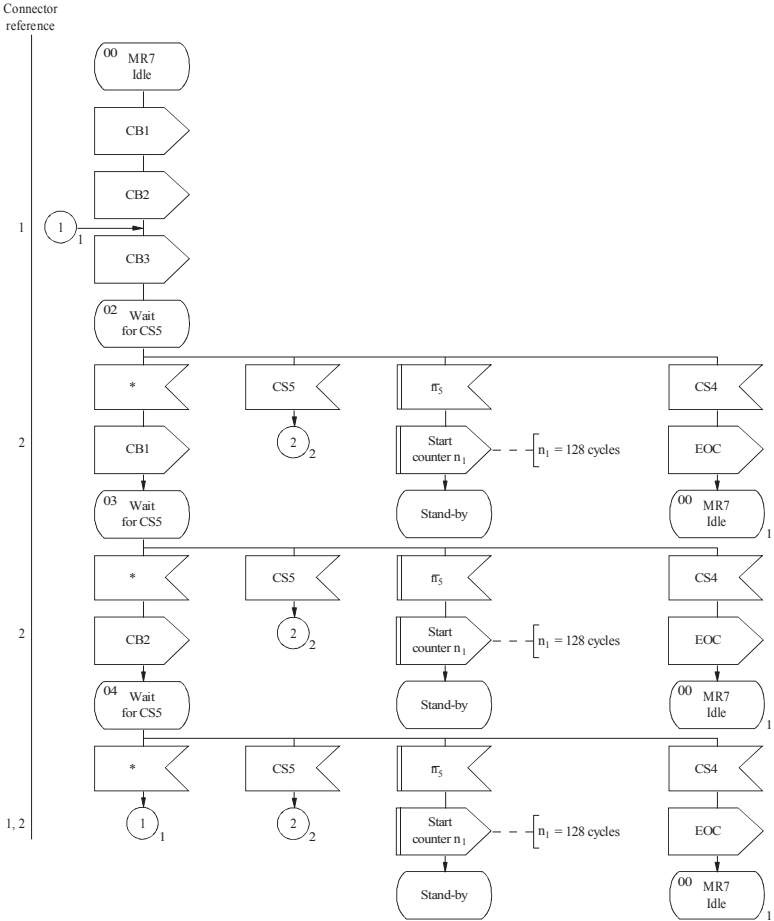 Connector
reference
00 MR7
Idle
CB1
CB2
1 1 1
CB3
02 Wait
for CS5
* CS5 π5 CS4
2 CB1 2 2 Start
counter n1 n1 = 128 cycles EOC
03 Wait
for CS5
Stand-by 00 MR7
Idle 1
* CS5 π5 CS4
2 CB2 2 2 Start
counter n1 n1 = 128 cycles EOC
04 Wait
for CS5
Stand-by 00 MR7
Idle 1
* CS5 π5 CS4
1, 2 1 1 2 2 Start
counter n1 n1 = 128 cycles EOC
Stand-by 00 MR7
Idle 1